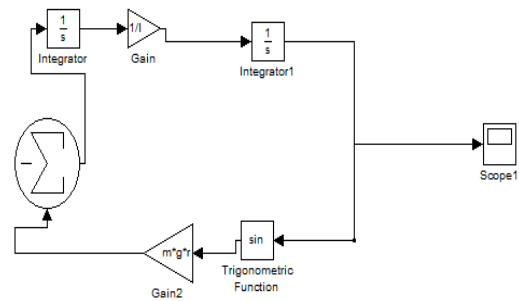 1
s
Integrator
1/I
Gain
1
s
Integrator1
Scope1
sin
Trigonometric
Function
m*g*r
Gain2